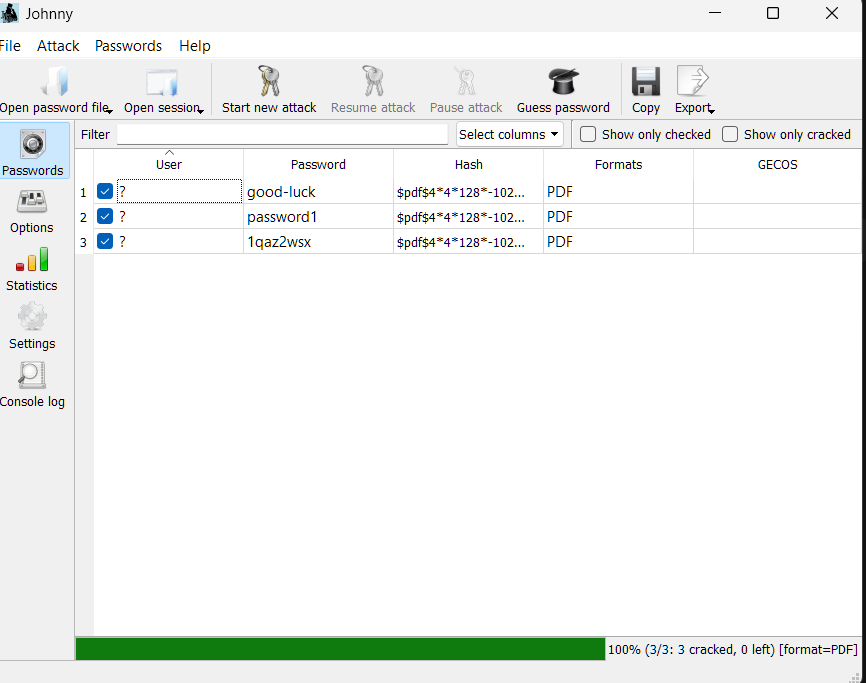 Johnny
File Attack Passwords Help
Open password file Open session Start new attack Resume attack Pause attack Guess password Copy Export
Passwords
Options
Statistics
Settings
Console log
Filter Select columns Show only checked Show only cracked
User Password Hash Formats GECOS
1 ? good-luck $pdf$4*4*128*-102... PDF
2 ? password1 $pdf$4*4*128*-102... PDF
3 ? 1qaz2wsx $pdf$4*4*128*-102... PDF
100% (3/3: 3 cracked, 0 left) [format=PDF]